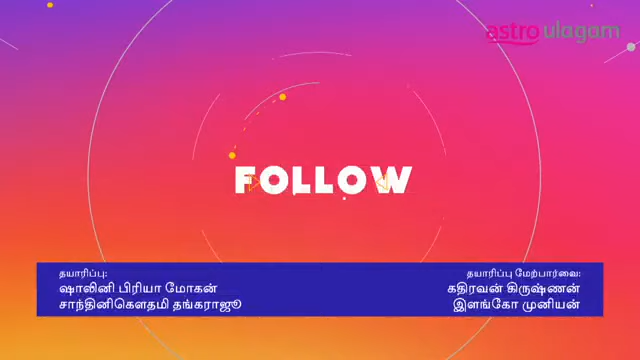 astro ulagam
FOLLOW
தயாரிப்பு:
ஷாலினி பிரியா மோகன்
சாந்தினிகௌதமி தங்கராஜூ
தயாரிப்பு மேற்பார்வை:
கதிரவன் கிருஷ்ணன்
இளங்கோ முனியன்